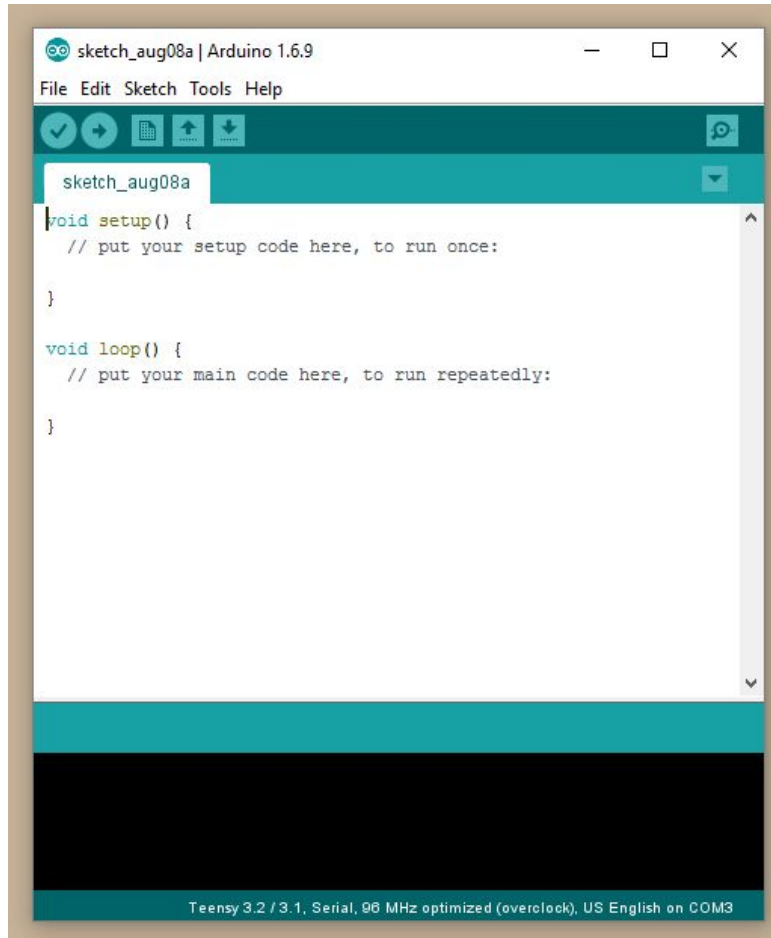 sketch_aug08a | Arduino 1.6.9
File Edit Sketch Tools Help
sketch_aug08a
void setup() {
  // put your setup code here, to run once:
}
void loop() {
  // put your main code here, to run repeatedly:
}
Teensy 3.2 / 3.1, Serial, 96 MHz optimized (overclock), US English on COM3